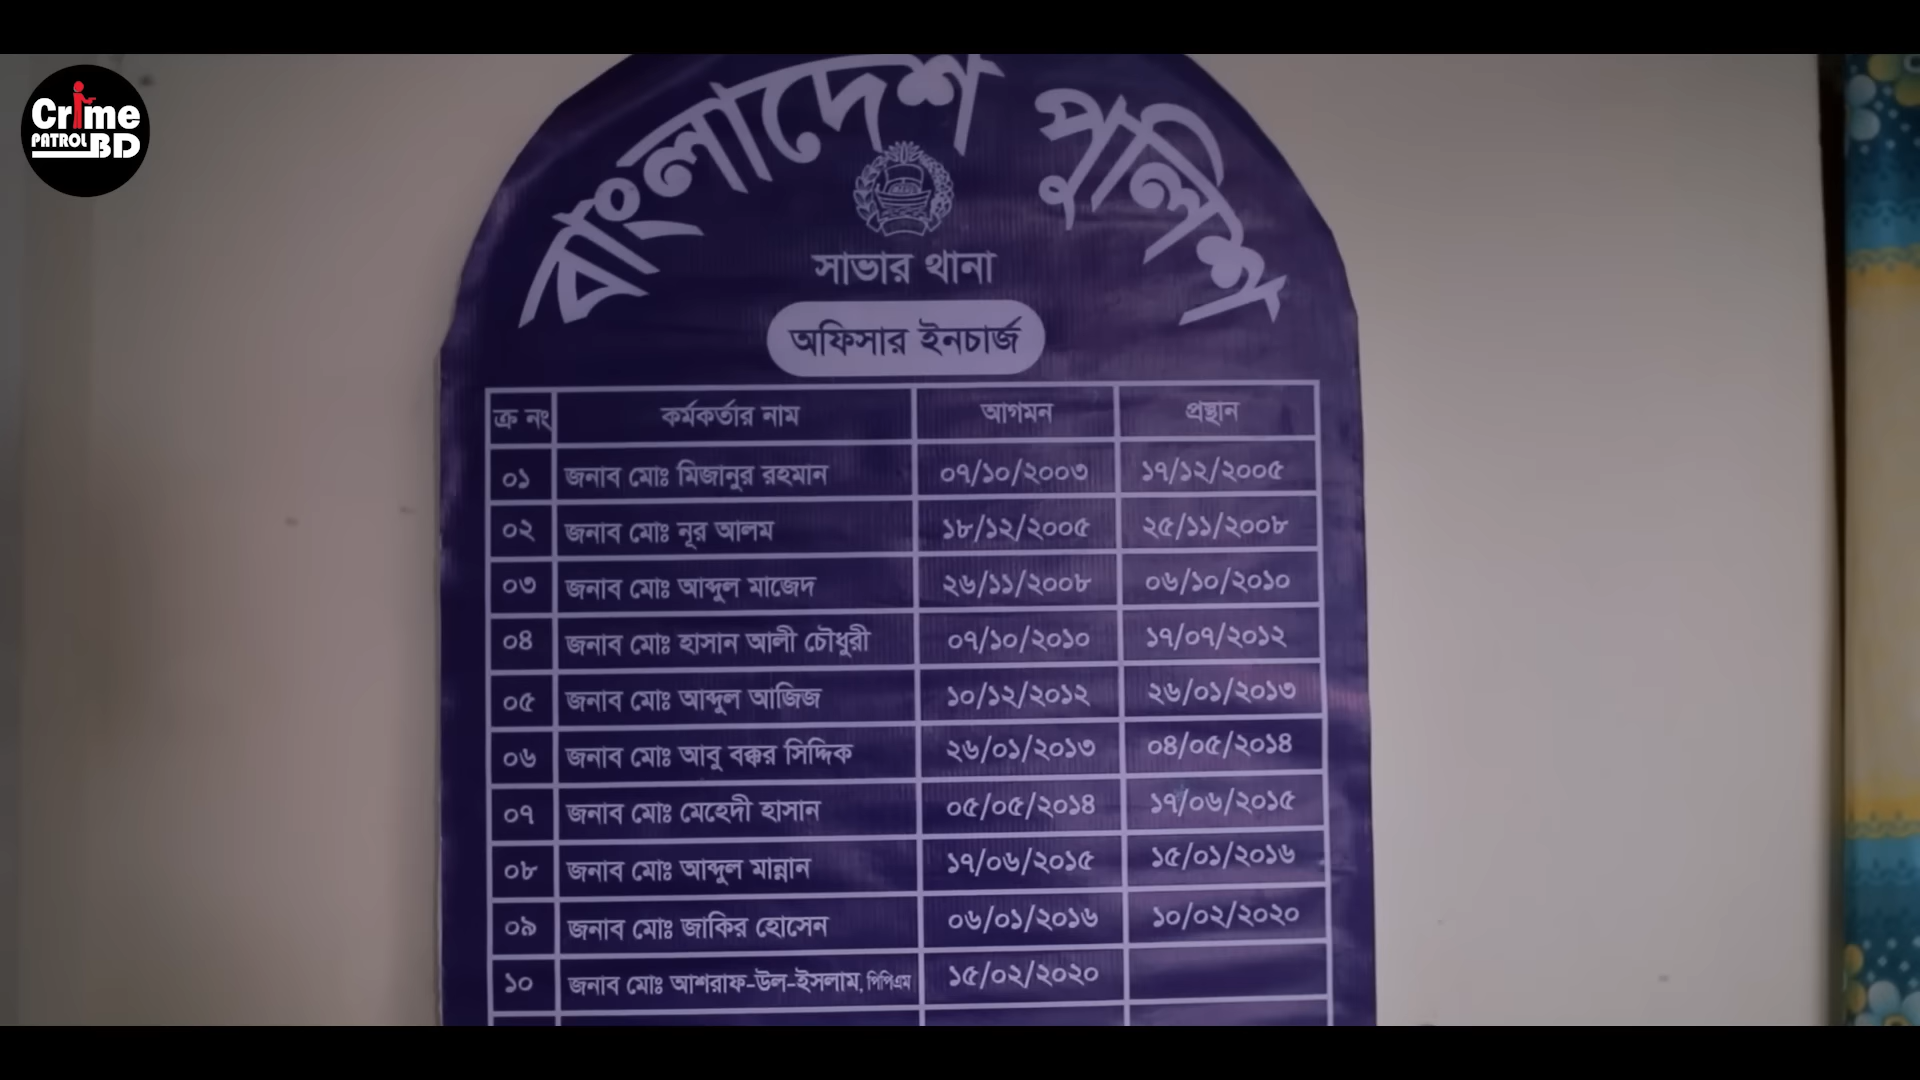 Crime
PATROL BD
বাংলাদেশ পুলিশ
সাভার থানা
অফিসার ইনচার্জ
ক্র নং কর্মকর্তার নাম আগমন প্রস্থান
০১ জনাব মোঃ মিজানুর রহমান ০৭/১০/২০০৩ ১৭/১২/২০০৫
০২ জনাব মোঃ নূর আলম ১৮/১২/২০০৫ ২৫/১১/২০০৮
০৩ জনাব মোঃ আব্দুল মাজেদ ২৬/১১/২০০৮ ০৬/১০/২০১০
০৪ জনাব মোঃ হাসান আলী চৌধুরী ০৭/১০/২০১০ ১৭/০৭/২০১২
০৫ জনাব মোঃ আব্দুল আজিজ ১০/১২/২০১২ ২৬/০১/২০১৩
০৬ জনাব মোঃ আবু বক্কর সিদ্দিক ২৬/০১/২০১৩ ০৪/০৫/২০১৪
০৭ জনাব মোঃ মেহেদী হাসান ০৫/০৫/২০১৪ ১৭/০৬/২০১৫
০৮ জনাব মোঃ আব্দুল মান্নান ১৭/০৬/২০১৫ ১৫/০১/২০১৬
০৯ জনাব মোঃ জাকির হোসেন ০৬/০১/২০১৬ ১০/০২/২০২০
১০ জনাব মোঃ আশরাফ-উল-ইসলাম, পিপিএম ১৫/০২/২০২০